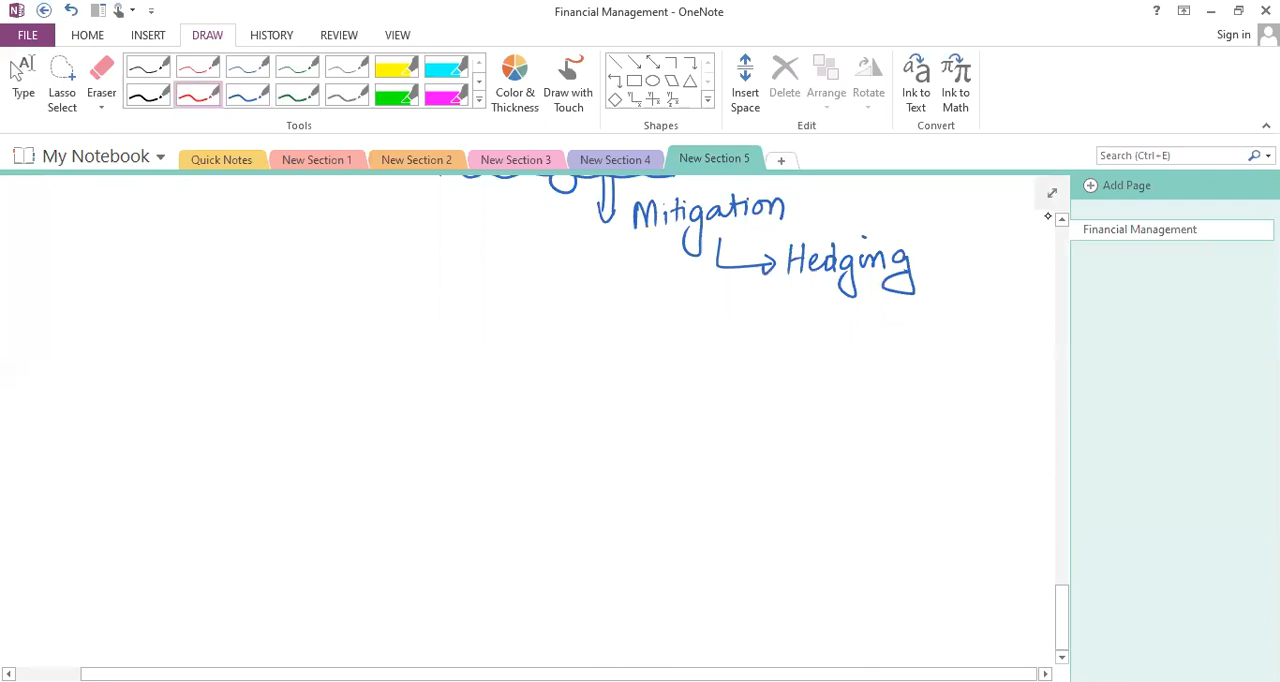 Financial Management - OneNote
?
Sign in
FILE HOME INSERT DRAW HISTORY REVIEW VIEW
Type
Lasso Select
Eraser
Color & Thickness
Draw with Touch
Insert Space
Delete
Arrange
Rotate
Ink to Text
Ink to Math
Tools
Shapes
Edit
Convert
My Notebook
Quick Notes
New Section 1
New Section 2
New Section 3
New Section 4
New Section 5
Search (Ctrl+E)
Add Page
Financial Management
Mitigation
Hedging